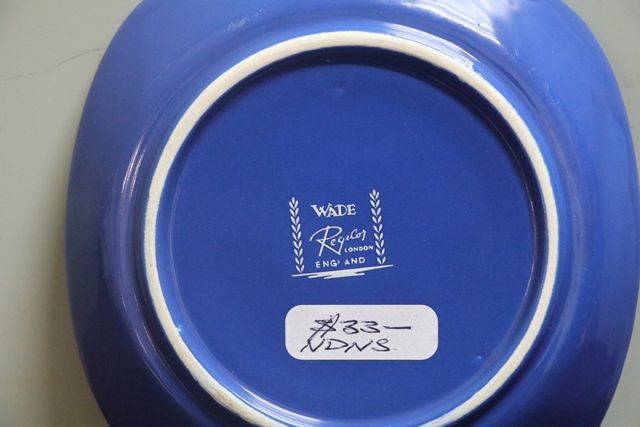 WADE
Regicor
LONDON
ENGLAND
$33—
NDNS.